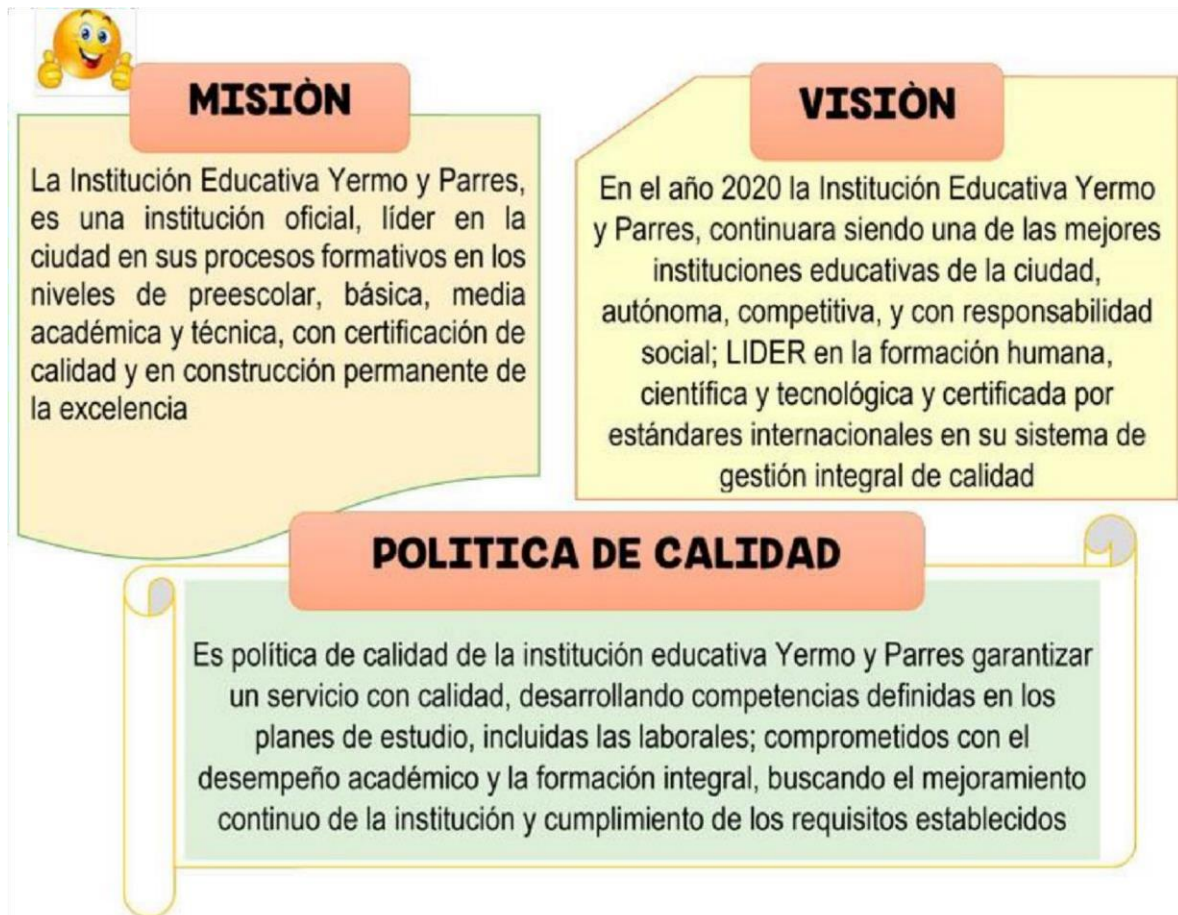 MISIÒN
La Institución Educativa Yermo y Parres,
es una institución oficial, líder en la
ciudad en sus procesos formativos en los
niveles de preescolar, básica, media
académica y técnica, con certificación de
calidad y en construcción permanente de
la excelencia
VISIÒN
En el año 2020 la Institución Educativa Yermo
y Parres, continuara siendo una de las mejores
instituciones educativas de la ciudad,
autónoma, competitiva, y con responsabilidad
social; LIDER en la formación humana,
científica y tecnológica y certificada por
estándares internacionales en su sistema de
gestión integral de calidad
POLITICA DE CALIDAD
Es política de calidad de la institución educativa Yermo y Parres garantizar
un servicio con calidad, desarrollando competencias definidas en los
planes de estudio, incluidas las laborales; comprometidos con el
desempeño académico y la formación integral, buscando el mejoramiento
continuo de la institución y cumplimiento de los requisitos establecidos